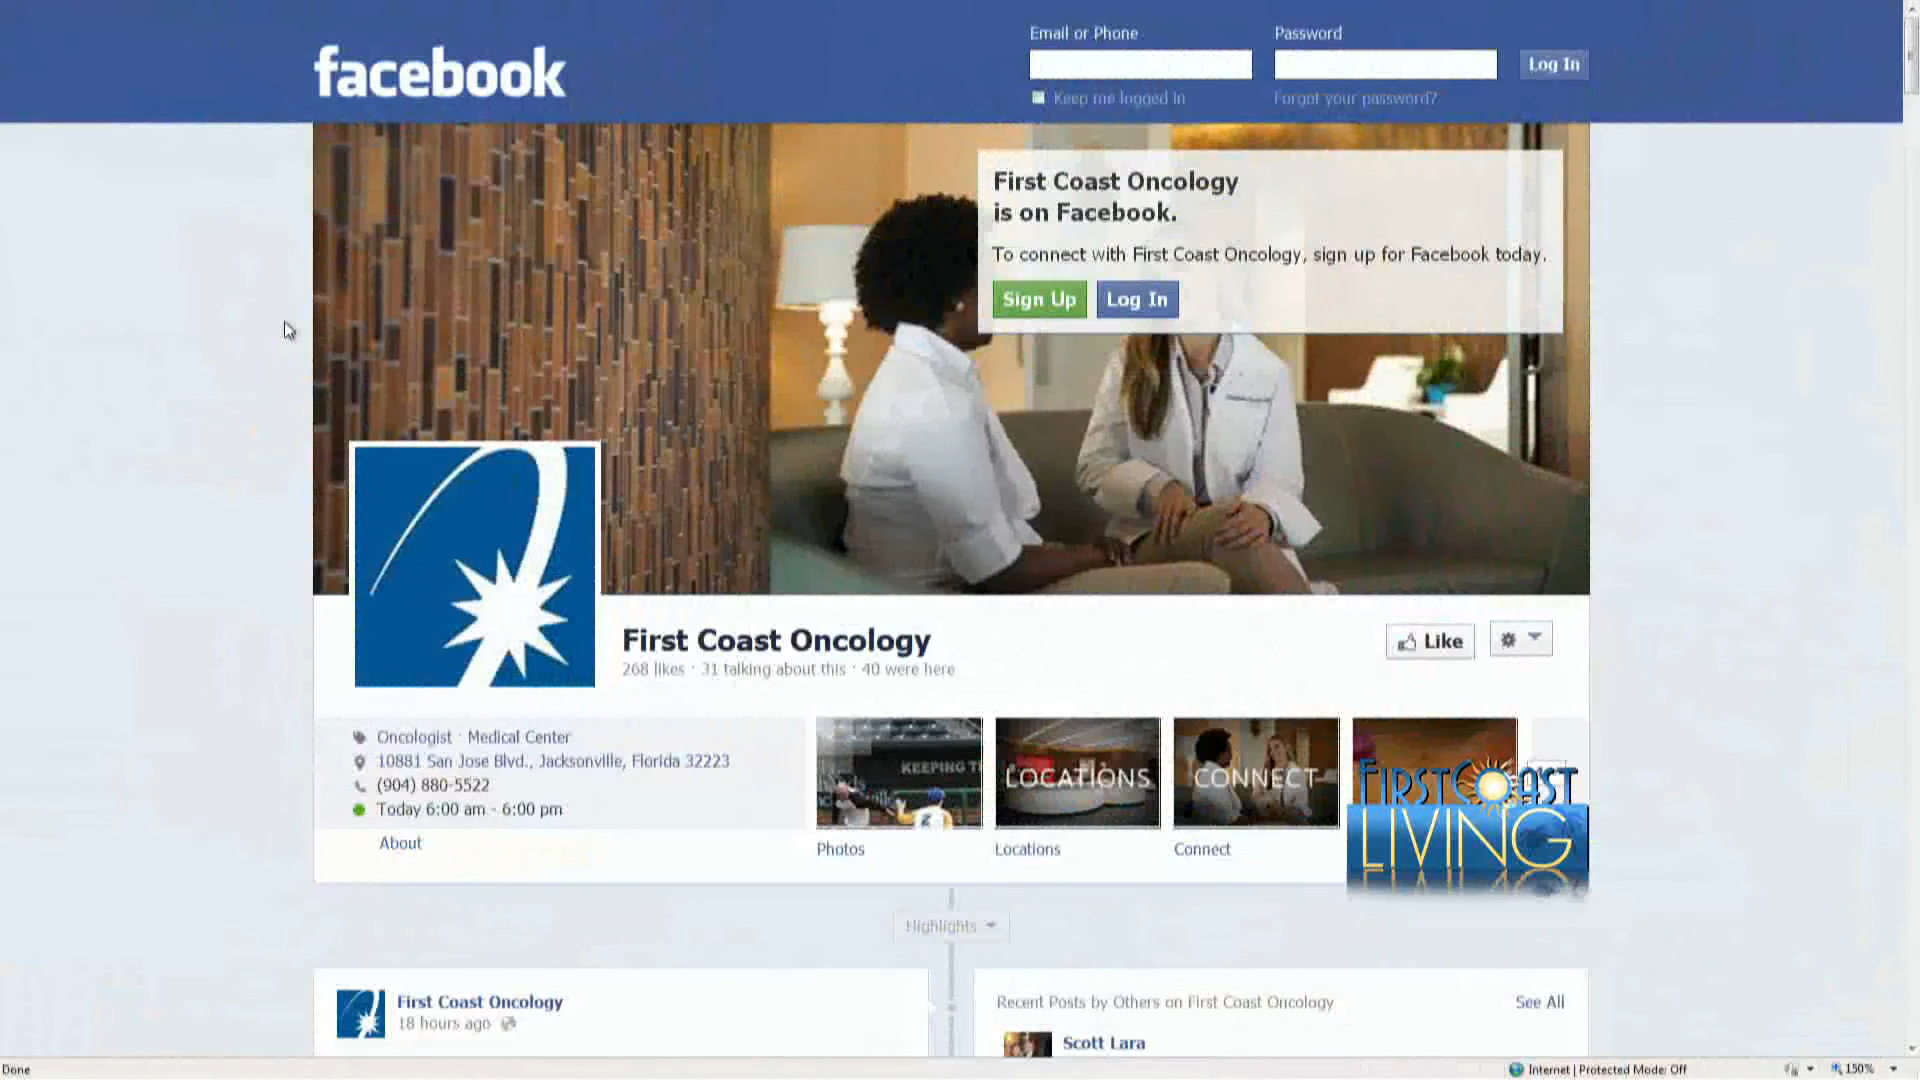 Email or Phone
Password
facebook
Log In
Keep me logged in
Forgot your password?
First Coast Oncology
is on Facebook.
To connect with First Coast Oncology, sign up for Facebook today.
Sign Up
Log In
First Coast Oncology
Like
268 likes · 31 talking about this · 40 were here
Oncologist · Medical Center
10881 San Jose Blvd., Jacksonville, Florida 32223
(904) 880-5522
Today 6:00 am - 6:00 pm
About
KEEPING
LOCATIONS
CONNECT
Photos
Locations
Connect
FIRST COAST
LIVING
Highlights
First Coast Oncology
18 hours ago
Recent Posts by Others on First Coast Oncology
See All
Scott Lara
Done
Internet | Protected Mode: Off
150%